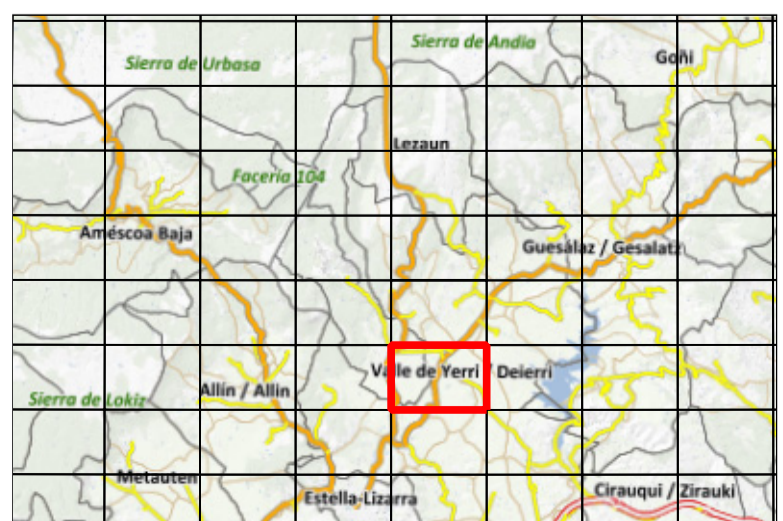 Sierra de Andia
Goñi
Sierra de Urbasa
Lezaun
Facería 104
Améscoa Baja
Guesálaz / Gesalatz
Valle de Yerri / Deierri
Allín / Allin
Sierra de Lokiz
Metauten
Estella-Lizarra
Cirauqui / Zirauki